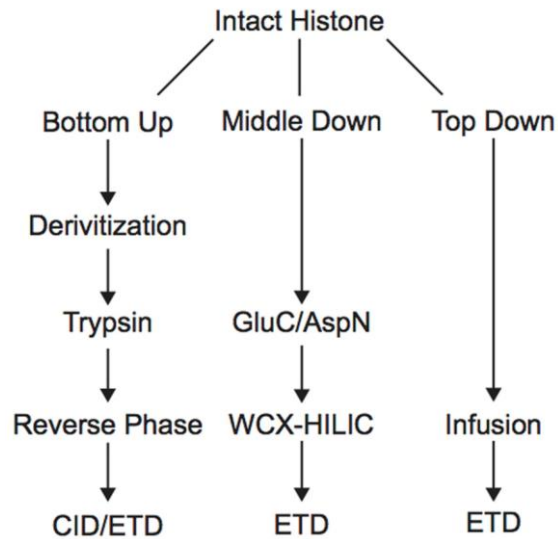 Intact Histone
Bottom Up
Middle Down
Top Down
Derivitization
Trypsin
GluC/AspN
Reverse Phase
WCX-HILIC
Infusion
CID/ETD
ETD
ETD